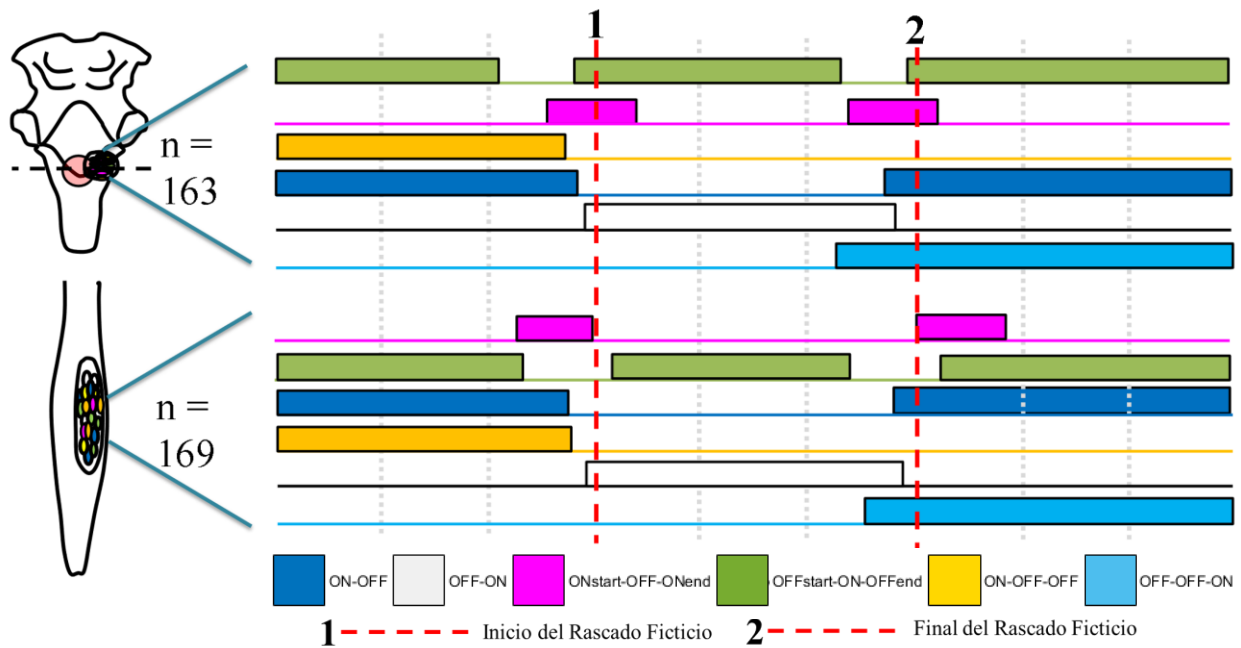 1
2
n =
163
n =
169
ON-OFF
OFF-ON
ONstart-OFF-ONend
OFFstart-ON-OFFend
ON-OFF-OFF
OFF-OFF-ON
1 Inicio del Rascado Ficticio
2 Final del Rascado Ficticio